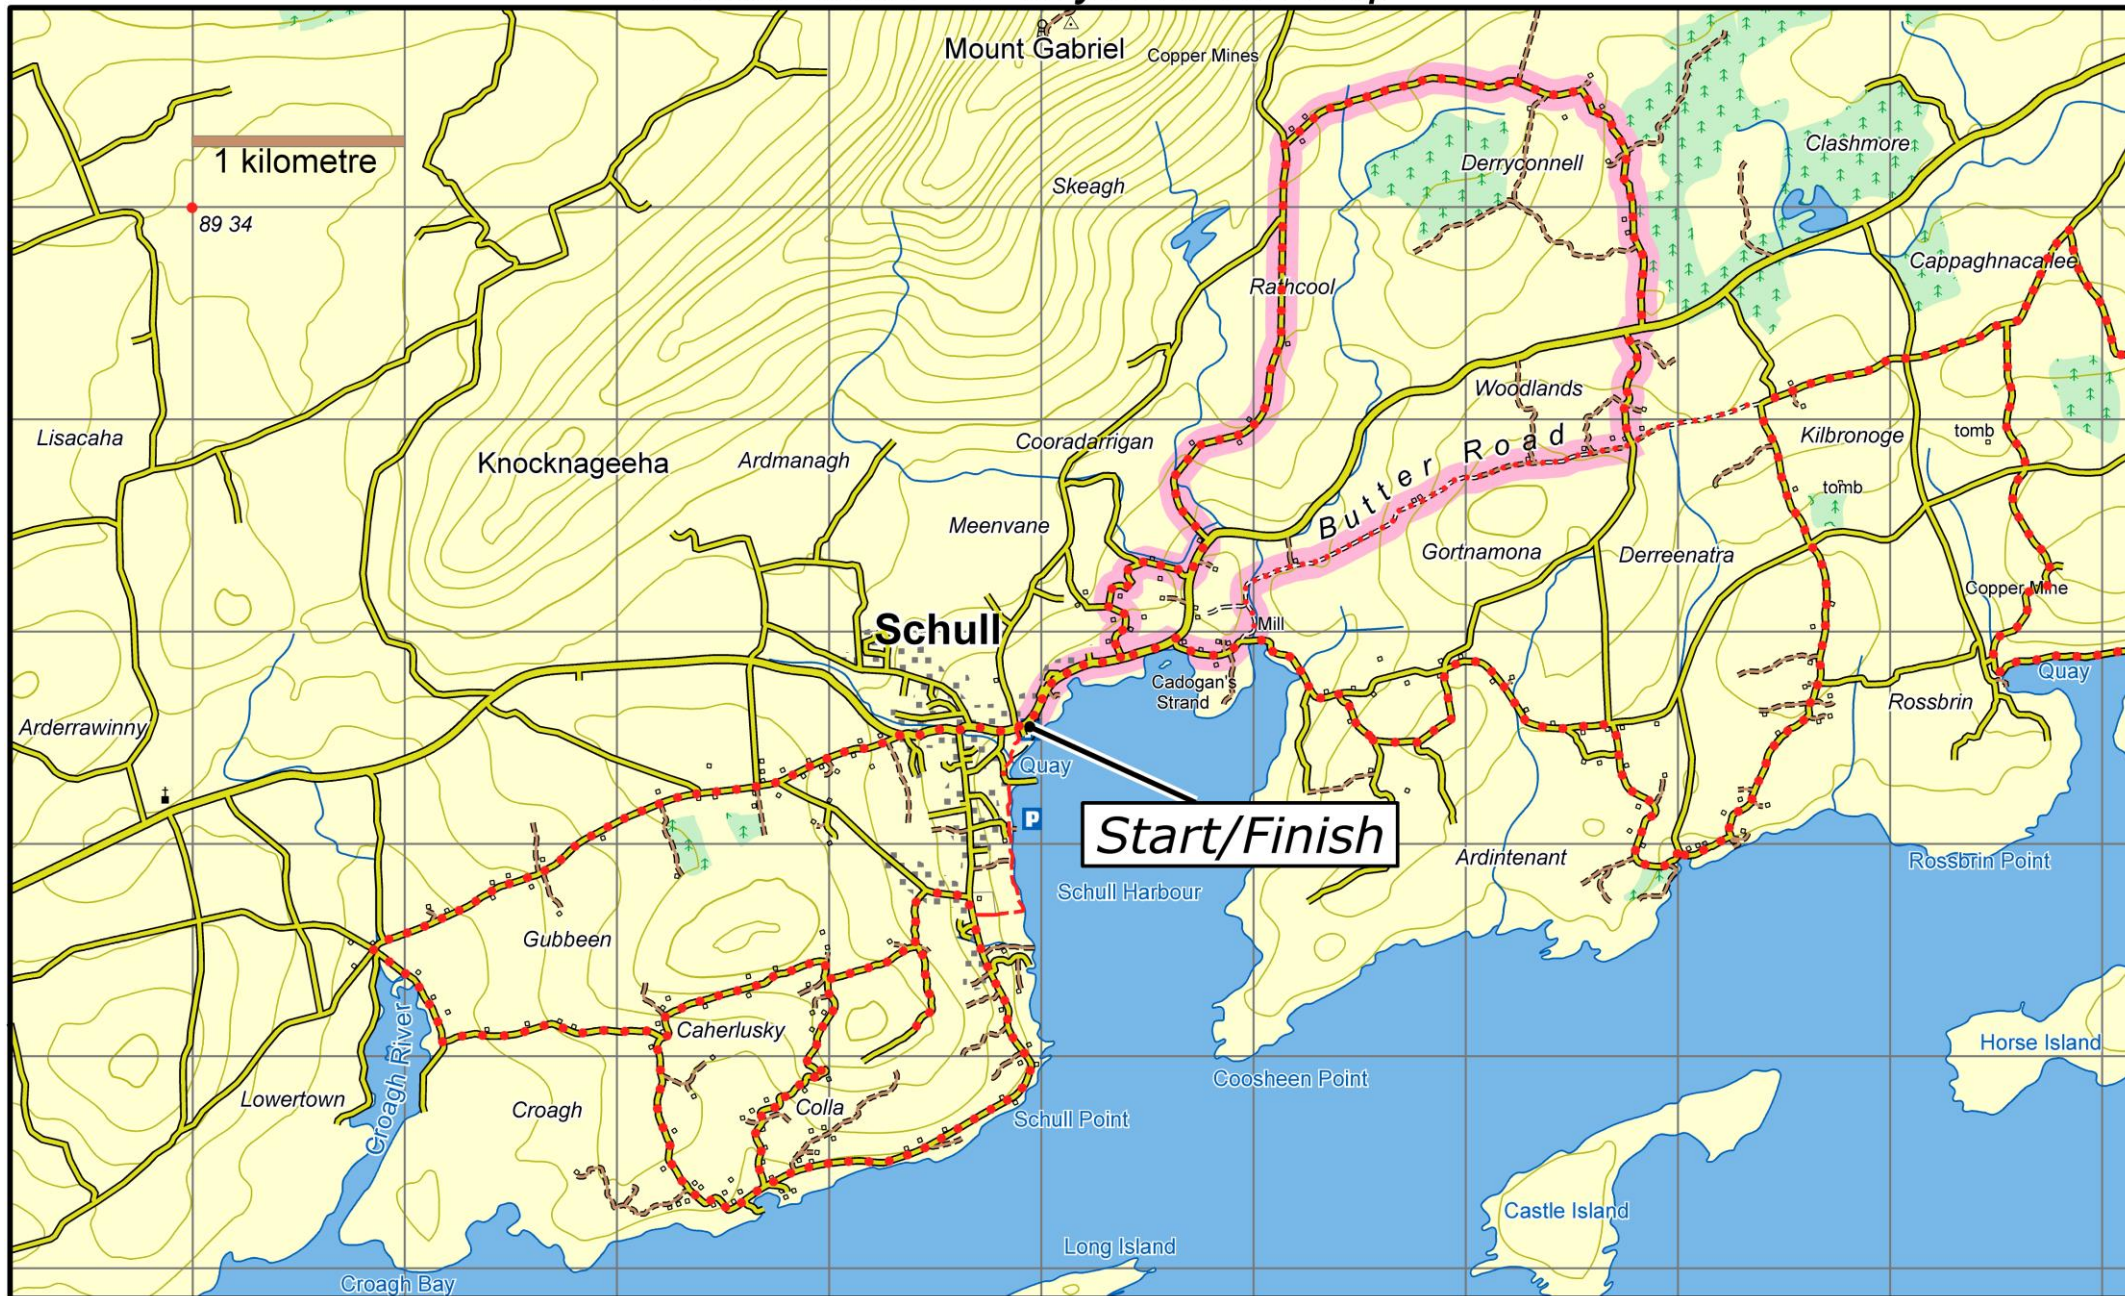 Mount Gabriel
Copper Mines
1 kilometre
Derryconnell
Clashmore
Skeagh
89 34
Cappaghnacallee
Rathcool
Woodlands
Lisacaha
Cooradarrigan
Kilbronoge
tomb
Knocknageeha
Ardmanagh
Butter Road
tomb
Meenvane
Gortnamona
Derreenatra
Copper Mine
Schull
Mill
Quay
Cadogan's
Strand
Rossbrin
Arderrawinny
Quay
P
Start/Finish
Ardintenant
Rossbrin Point
Schull Harbour
Gubbeen
Caherlusky
Croagh River
Horse Island
Coosheen Point
Lowertown
Croagh
Colla
Schull Point
Castle Island
Long Island
Croagh Bay